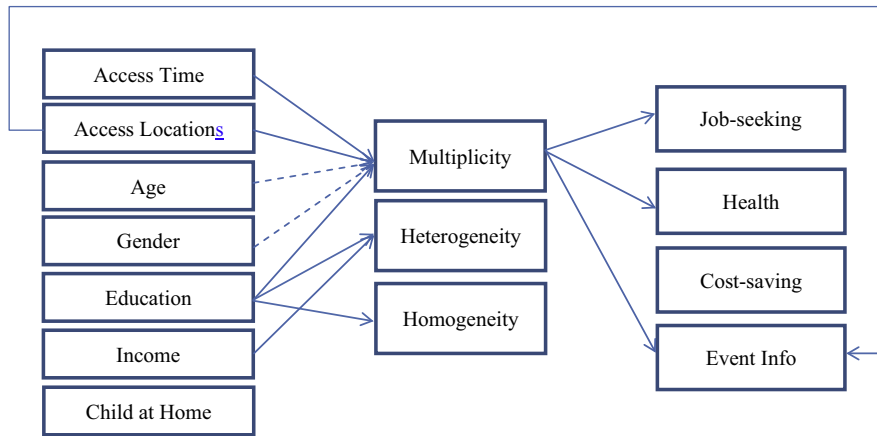 Access Time
Access Locations
Age
Gender
Education
Income
Child at Home
Multiplicity
Heterogeneity
Homogeneity
Job-seeking
Health
Cost-saving
Event Info